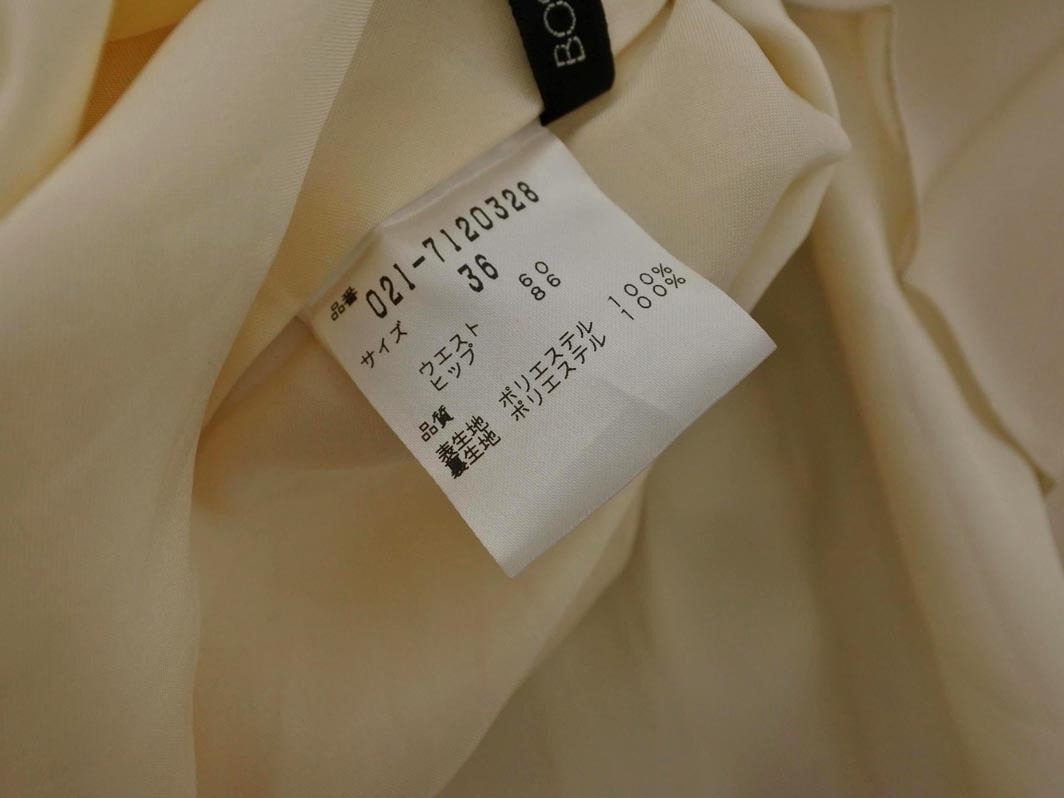 BO
品番 021-7120328
サイズ 36
ウエスト 60
ヒップ 86
品質
表生地 ポリエステル 100%
裏生地 ポリエステル 100%